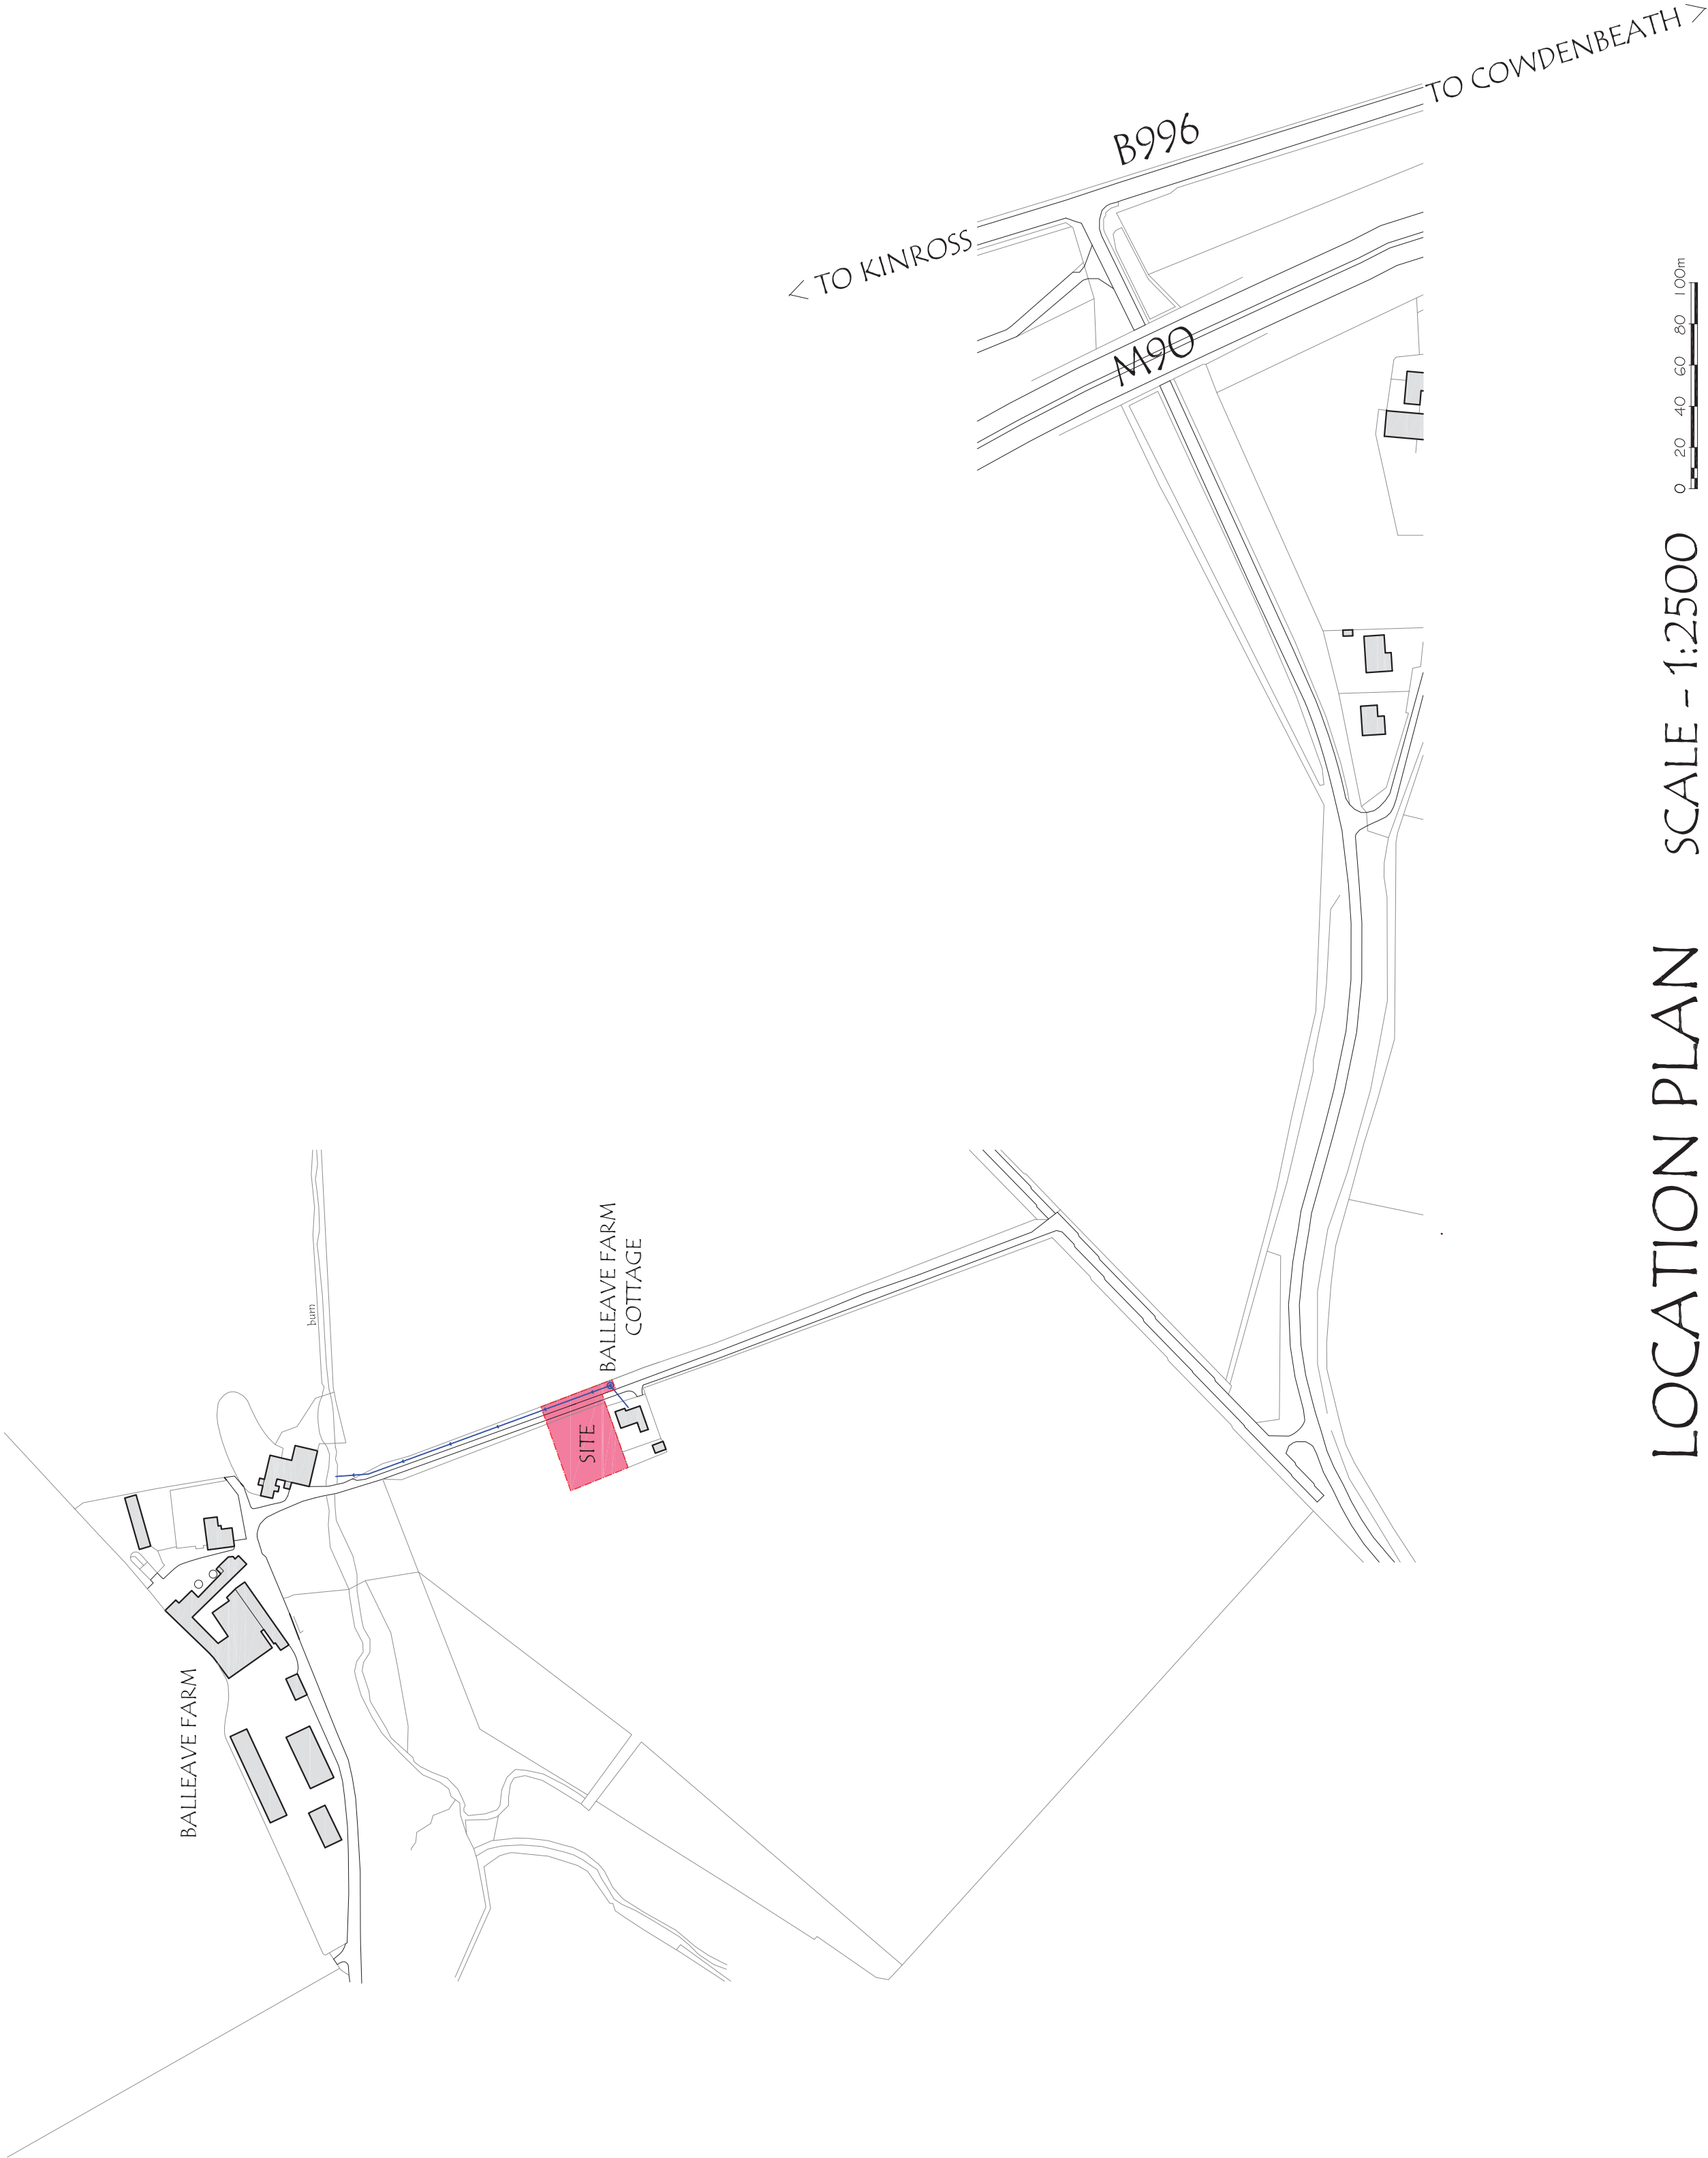 TO COWDENBEATH
B996
TO KINROSS
M90
burn
BALLEAVE FARM
COTTAGE
SITE
BALLEAVE FARM
LOCATION PLAN
SCALE - 1:2500
0 20 40 60 80 100m